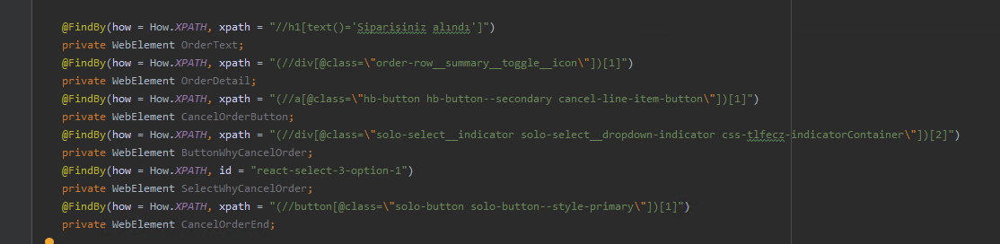 @FindBy(how = How.XPATH, xpath = "//h1[text()='Siparişiniz alındı']")
private WebElement OrderText;
@FindBy(how = How.XPATH, xpath = "(//div[@class=\"order-row__summary__toggle__icon\"])[1]")
private WebElement OrderDetail;
@FindBy(how = How.XPATH, xpath = "(//a[@class=\"hb-button hb-button--secondary cancel-line-item-button\"])[1]")
private WebElement CancelOrderButton;
@FindBy(how = How.XPATH, xpath = "(//div[@class=\"solo-select__indicator solo-select__dropdown-indicator css-tlfecz-indicatorContainer\"])[2]")
private WebElement ButtonWhyCancelOrder;
@FindBy(how = How.XPATH, id = "react-select-3-option-1")
private WebElement SelectWhyCancelOrder;
@FindBy(how = How.XPATH, xpath = "(//button[@class=\"solo-button solo-button--style-primary\"])[1]")
private WebElement CancelOrderEnd;